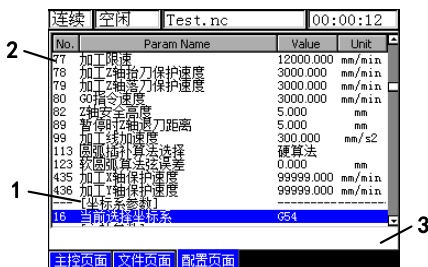 连续 空闲 Test.nc 00:00:12
No. Param Name Value Unit
2
77 加工限速 12000.000 mm/min
78 加工Z轴抬刀保护速度 3000.000 mm/min
79 加工Z轴落刀保护速度 3000.000 mm/min
80 G0指令速度 3000.000 mm/min
82 Z轴安全高度 5.000 mm
89 暂停时Z轴退刀距离 5.000 mm
99 加工线加速度 300.000 mm/s2
113 圆弧插补算法选择 硬算法
123 软圆弧算法弦误差 0.000 mm
435 加工X轴保护速度 99999.000 mm/min
436 加工Y轴保护速度 99999.000 mm/min
1
--- [坐标系参数] ---
16 当前选择坐标系 G54
3
主控页面 文件页面 配置页面